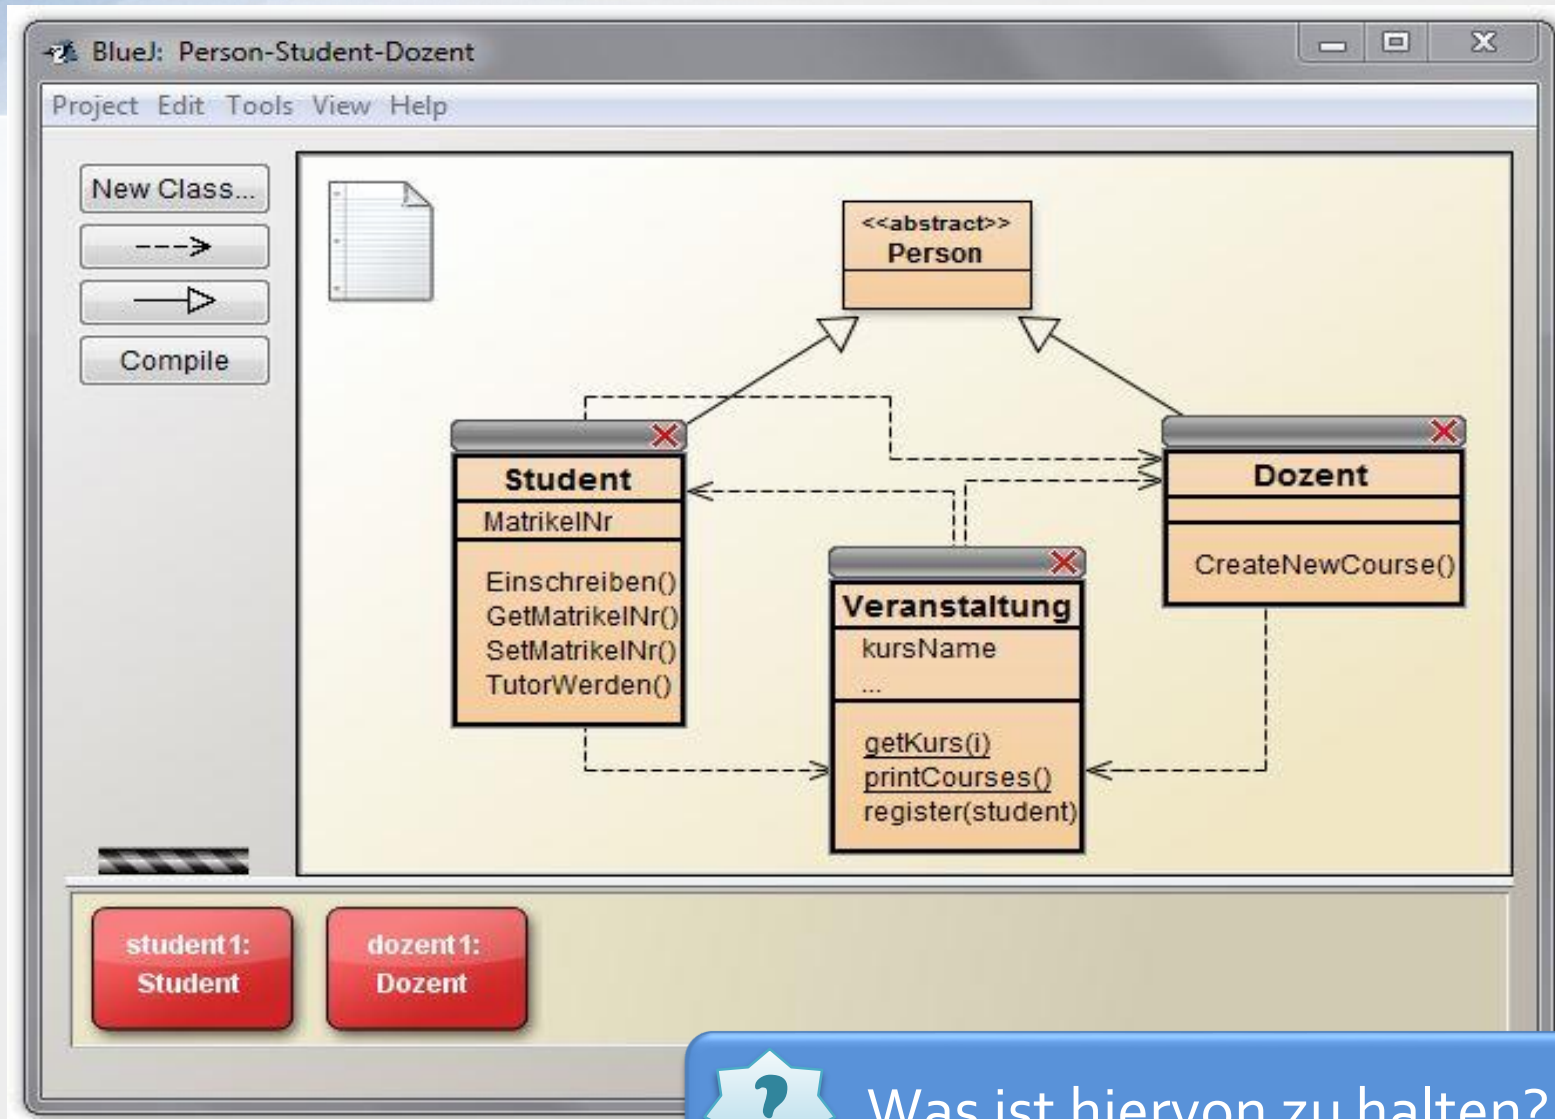 BlueJ: Person-Student-Dozent
Project Edit Tools View Help
New Class...
Compile
<<abstract>>
Person
Student
MatrikelNr
Einschreiben()
GetMatrikelNr()
SetMatrikelNr()
TutorWerden()
Veranstaltung
kursName
...
getKurs(i)
printCourses()
register(student)
Dozent
CreateNewCourse()
student1:
Student
dozent1:
Dozent
? Was ist hiervon zu halten?